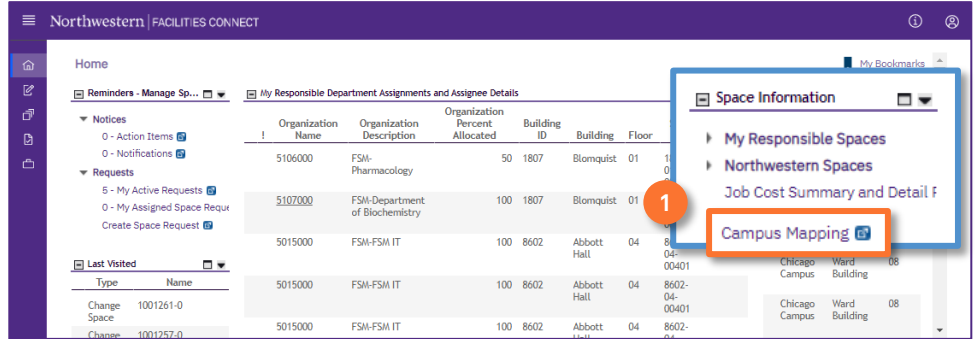 Northwestern | FACILITIES CONNECT
Home
My Bookmarks
Reminders - Manage Sp...
Notices
0 - Action Items
0 - Notifications
Requests
5 - My Active Requests
0 - My Assigned Space Reque
Create Space Request
Last Visited
Type Name
Change Space 1001261-0
Change 1001257-0
My Responsible Department Assignments and Assignee Details
! Organization Name Organization Description Organization Percent Allocated Building ID Building Floor
5106000 FSM-Pharmacology 50 1807 Blomquist 01
5107000 FSM-Department of Biochemistry 100 1807 Blomquist 01
5015000 FSM-FSM IT 100 8602 Abbott Hall 04 04-00401
5015000 FSM-FSM IT 100 8602 Abbott Hall 04 8602-04-00401
5015000 FSM-FSM IT 100 8602 Abbott 04 8602-
Space Information
My Responsible Spaces
Northwestern Spaces
Job Cost Summary and Detail
1
Campus Mapping
Chicago Campus Ward Building 08
Chicago Campus Ward Building 08